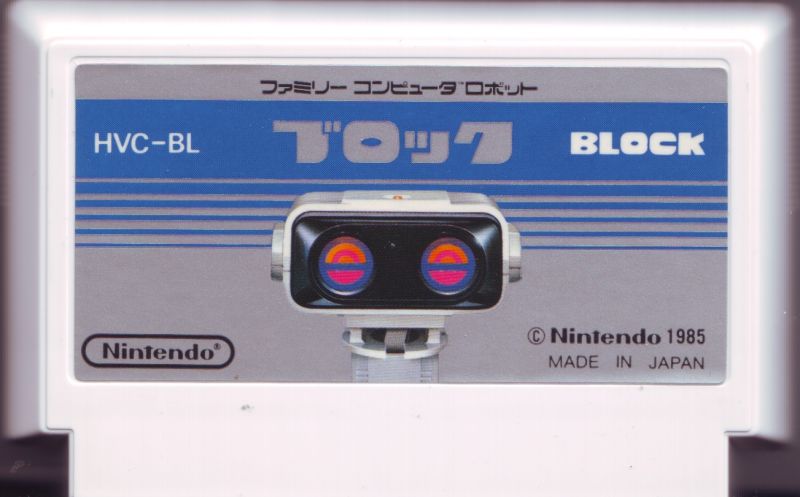 ファミリー コンピュータ ロボット
HVC-BL ブロック BLOCK
Nintendo®
© Nintendo 1985
MADE IN JAPAN